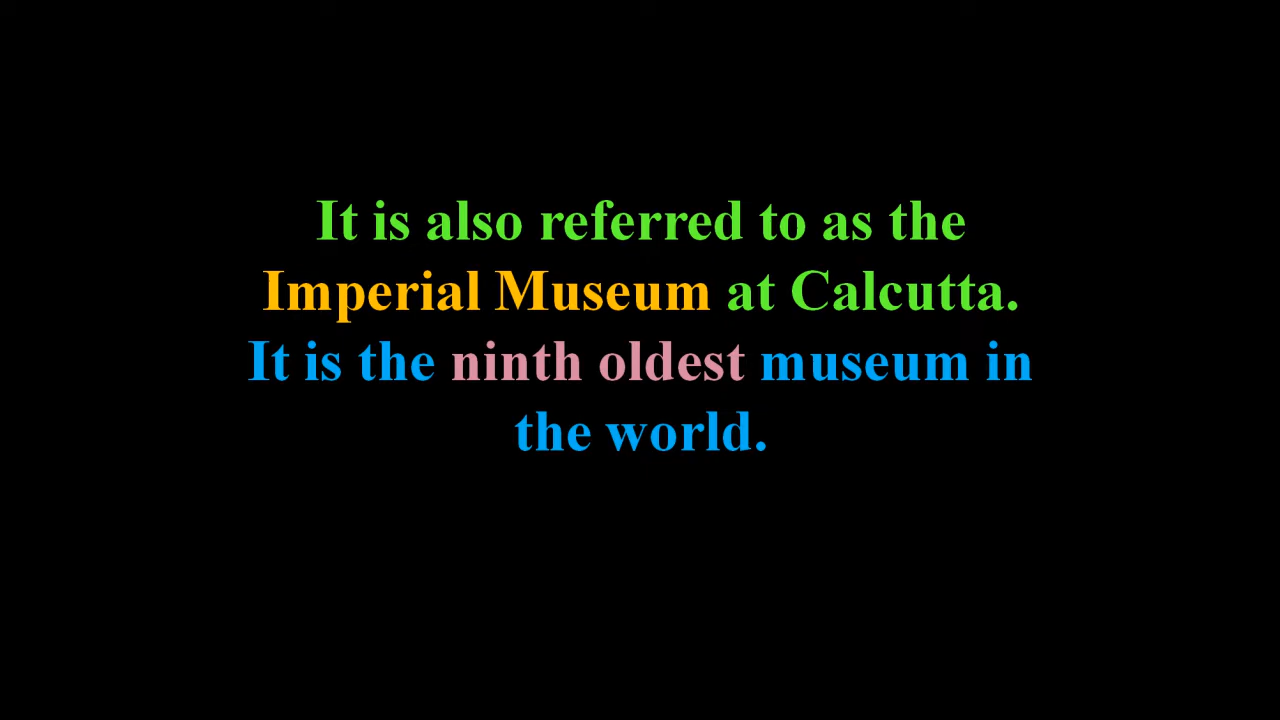 It is also referred to as the
Imperial Museum at Calcutta.
It is the ninth oldest museum in
the world.